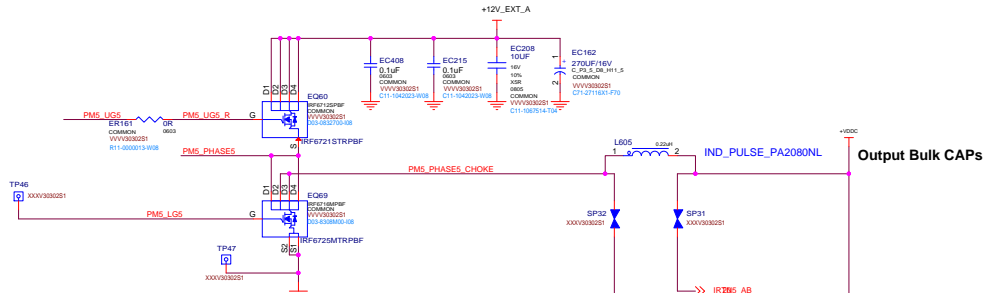 +12V_EXT_A
EC408
0.1uF
0603
COMMON
VVVV30302S1
C11-1042023-W08
EC215
0.1uF
0603
COMMON
VVVV30302S1
C11-1042023-W08
EC208
10UF
16V
10%
X5R
0805
COMMON
VVVV30302S1
C11-1067514-T04
1
2
+
EC162
270UF/16V
C_P3_5_D8_H11_5
COMMON
VVVV30302S1
C71-27116X1-F70
D1
D2
D3
D4
EQ60
IRF6712SPBF
COMMON
VVVV30302S1
D03-0832700-I08
G
S
IRF6721STRPBF
PM5_UG5
ER161
0R
COMMON
0603
VVVV30302S1
R11-0000013-W08
PM5_UG5_R
PM5_PHASE5
PM5_PHASE5_CHOKE
L605
1
0.22uH
2
IND_PULSE_PA2080NL
+VDDC
Output Bulk CAPs
TP46
XXXV30302S1
PM5_LG5
D1
D2
D3
D4
EQ69
IRF6716MPBF
COMMON
VVVV30302S1
D03-8308M00-I08
G
S2
S1
IRF6725MTRPBF
TP47
XXXV30302S1
SP32
XXXV30302S1
SP31
XXXV30302S1